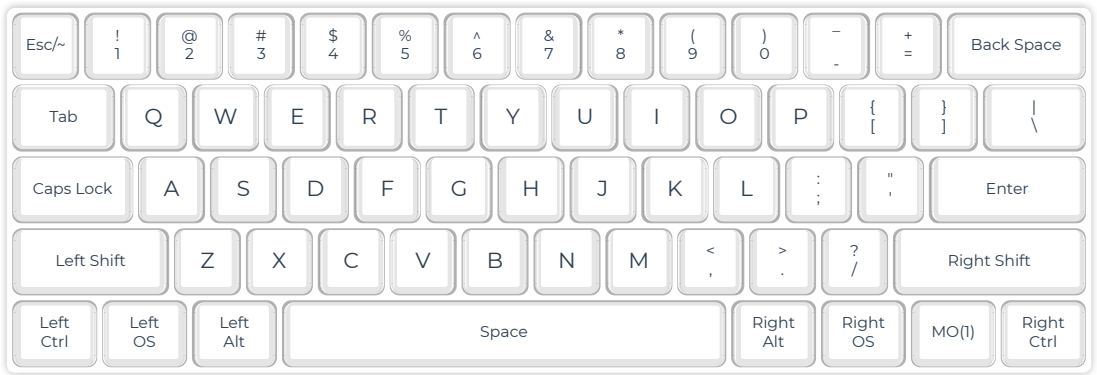 Esc/~ ! 1 @ 2 # 3 $ 4 % 5 ^ 6 & 7 * 8 ( 9 ) 0 _ - + = Back Space
Tab Q W E R T Y U I O P { [ } ] | \
Caps Lock A S D F G H J K L : ; " ' Enter
Left Shift Z X C V B N M < , > . ? / Right Shift
Left Ctrl Left OS Left Alt Space Right Alt Right OS MO(1) Right Ctrl